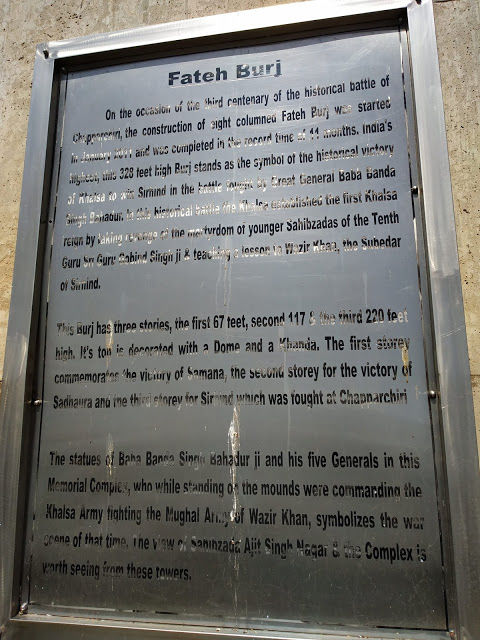 Fateh Burj
On the occasion of the third centenary of the historical battle of
Chapparchiri, the construction of eight columned Fateh Burj was started
in January 2011 and was completed in the record time of 11 months. India's
highest, this 328 feet high Burj stands as the symbol of the historical victory
of Khalsa to win Sirhind in the battle fought by Great General Baba Banda
Singh Bahadur. In this historical battle the Khalsa established the first Khalsa
reign by taking revenge of the martyrdom of younger Sahibzadas of the Tenth
Guru Sri Guru Gobind Singh ji & teaching a lesson to Wazir Khan, the Subedar
of Sirhind.
This Burj has three stories, the first 67 feet, second 117 & the third 220 feet
high. It's top is decorated with a Dome and a Khanda. The first storey
commemorates the victory of Samana, the second storey for the victory of
Sadhaura and the third storey for Sirhind which was fought at Chapparchiri
The statues of Baba Banda Singh Bahadur ji and his five Generals in this
Memorial Complex, who while standing on the mounds were commanding the
Khalsa Army fighting the Mughal Army of Wazir Khan, symbolizes the war
scene of that time. The view of Sahibzada Ajit Singh Nagar & the Complex is
worth seeing from these towers.